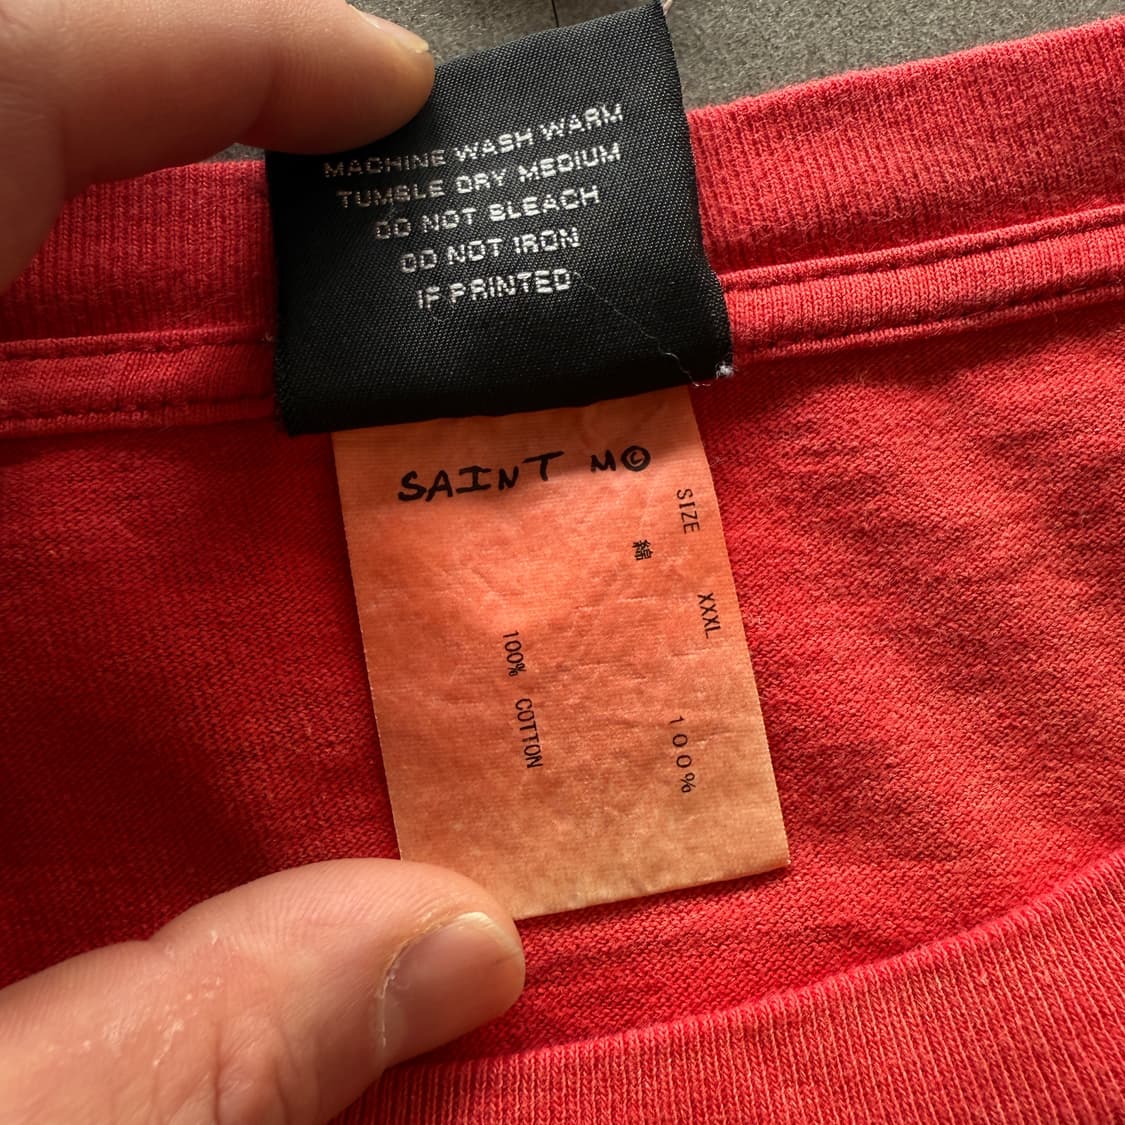 MACHINE WASH WARM
TUMBLE DRY MEDIUM
DO NOT BLEACH
DO NOT IRON
IF PRINTED
SAINT M©
SIZE XXXL
綿 100%
100% COTTON